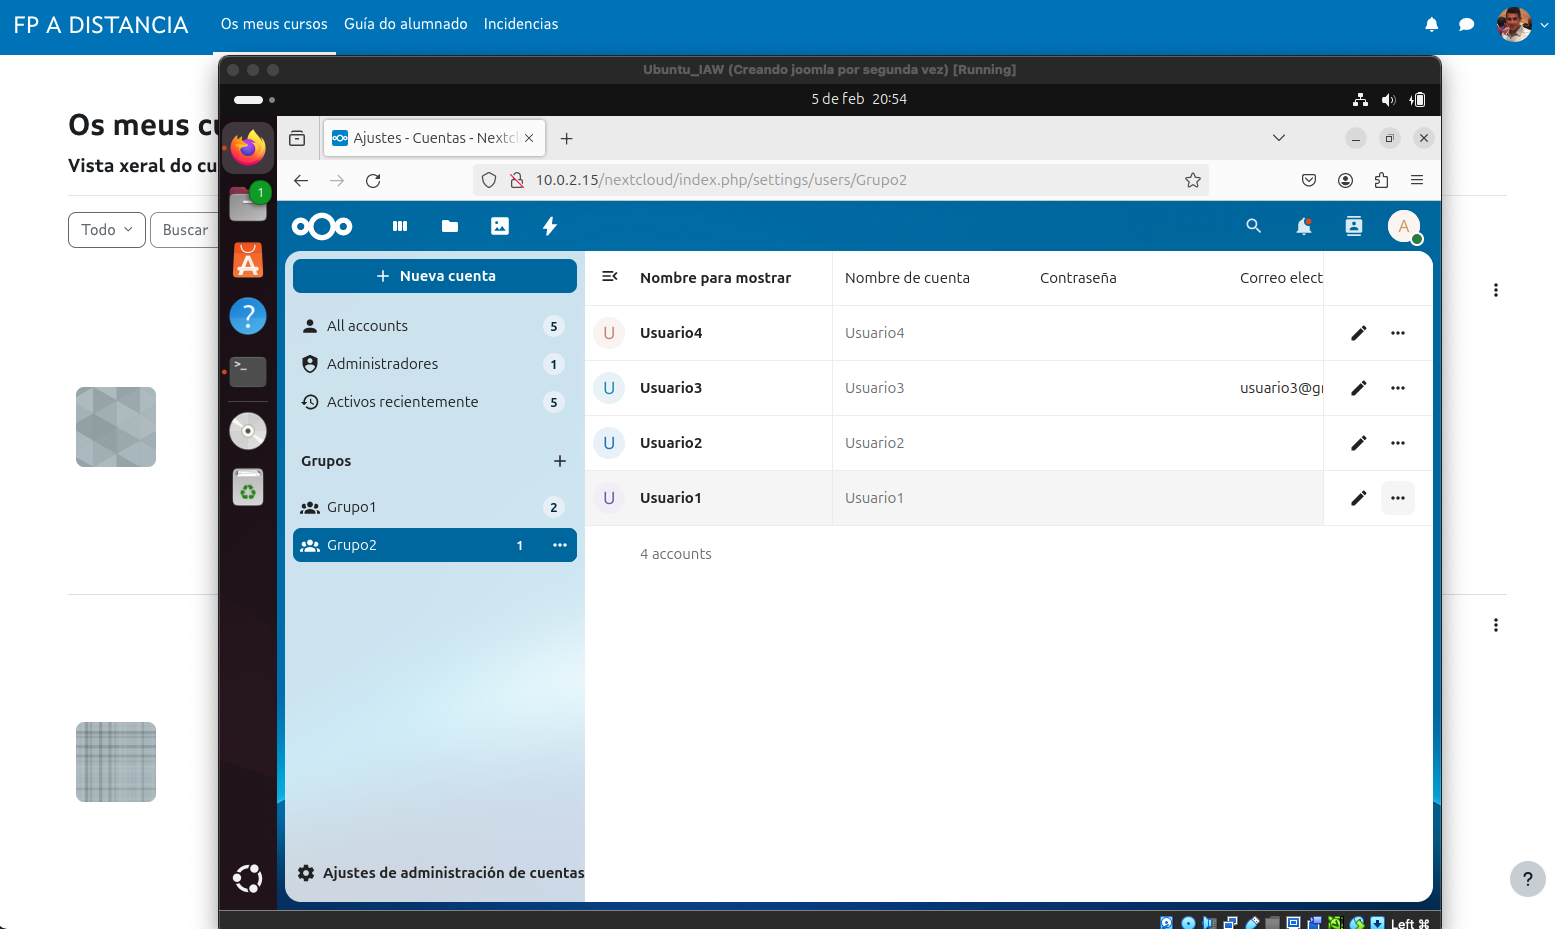 FP A DISTANCIA
Os meus cursos
Guía do alumnado
Incidencias
Ubuntu_IAW (Creando joomla por segunda vez) [Running]
5 de feb 20:54
Os meus cu
Vista xeral do cu
Todo
Buscar
1
Ajustes - Cuentas - Nextcl
10.0.2.15/nextcloud/index.php/settings/users/Grupo2
A
Nueva cuenta
All accounts 5
Administradores 1
Activos recientemente 5
Grupos
Grupo1 2
Grupo2 1
Ajustes de administración de cuentas
Nombre para mostrar Nombre de cuenta Contraseña Correo elect
U Usuario4 Usuario4
U Usuario3 Usuario3 usuario3@gr
U Usuario2 Usuario2
U Usuario1 Usuario1
4 accounts
?
Left ⌘